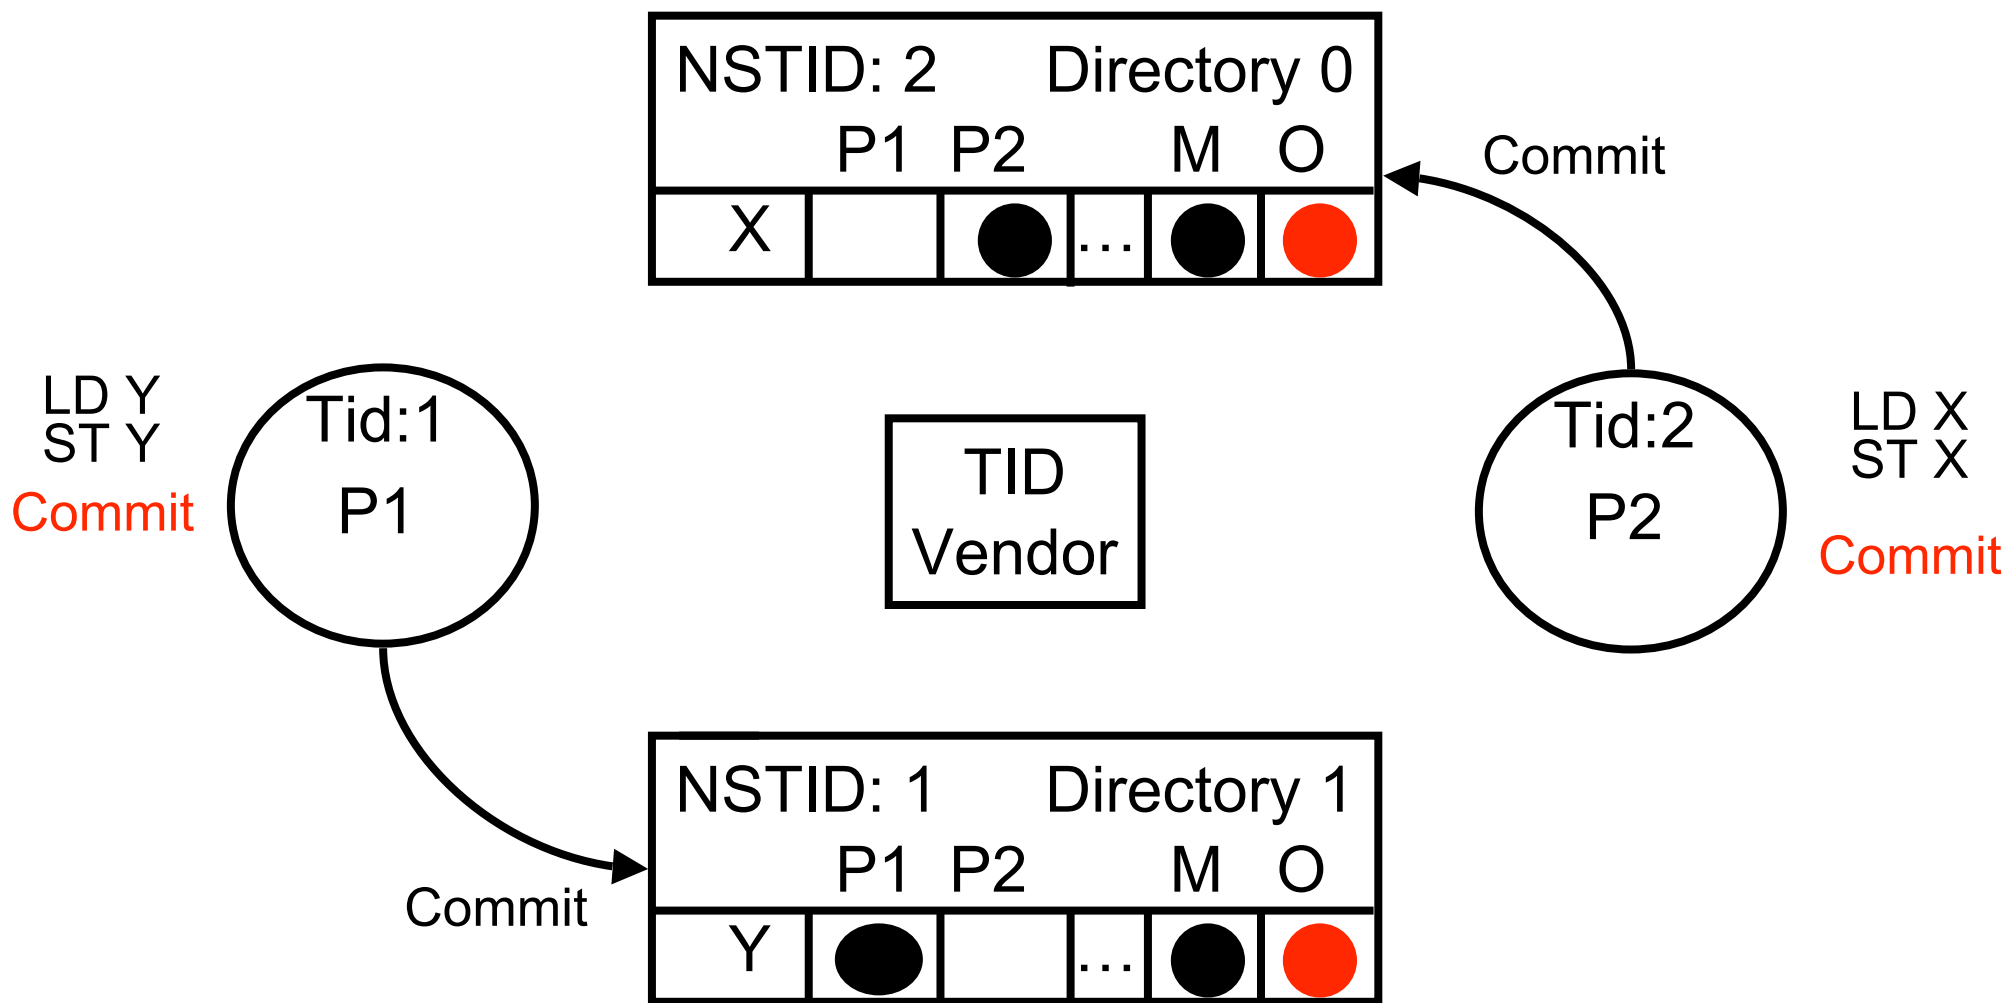 NSTID: 2 Directory 0
P1 P2 M O
X ...
Commit
LD Y
ST Y
Commit
Tid:1
P1
TID
Vendor
Tid:2
P2
LD X
ST X
Commit
NSTID: 1 Directory 1
P1 P2 M O
Y ...
Commit